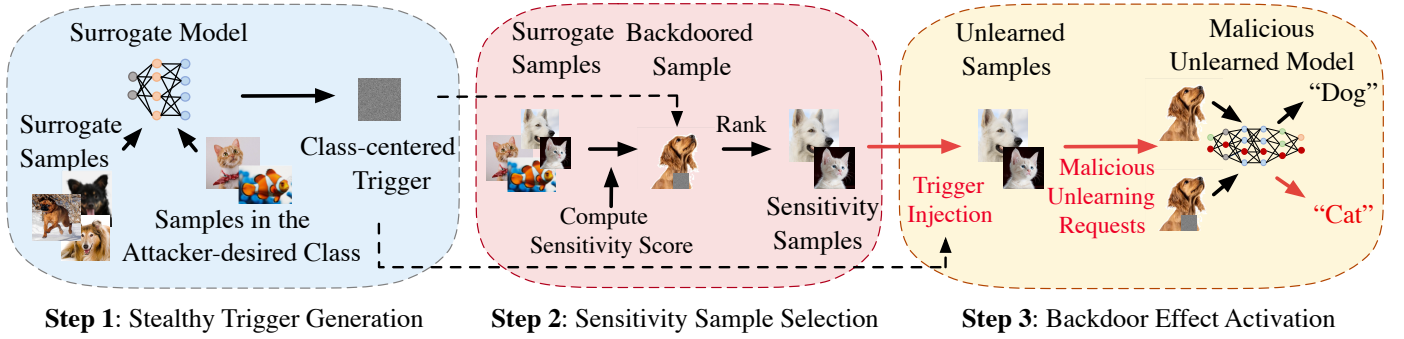 Surrogate Model
Surrogate
Samples
Class-centered
Trigger
Samples in the
Attacker-desired Class
Step 1: Stealthy Trigger Generation
Surrogate
Samples
Backdoored
Sample
Rank
Compute
Sensitivity Score
Sensitivity
Samples
Step 2: Sensitivity Sample Selection
Unlearned
Samples
Trigger
Injection
Malicious
Unlearning
Requests
Malicious
Unlearned Model
“Dog”
“Cat”
Step 3: Backdoor Effect Activation